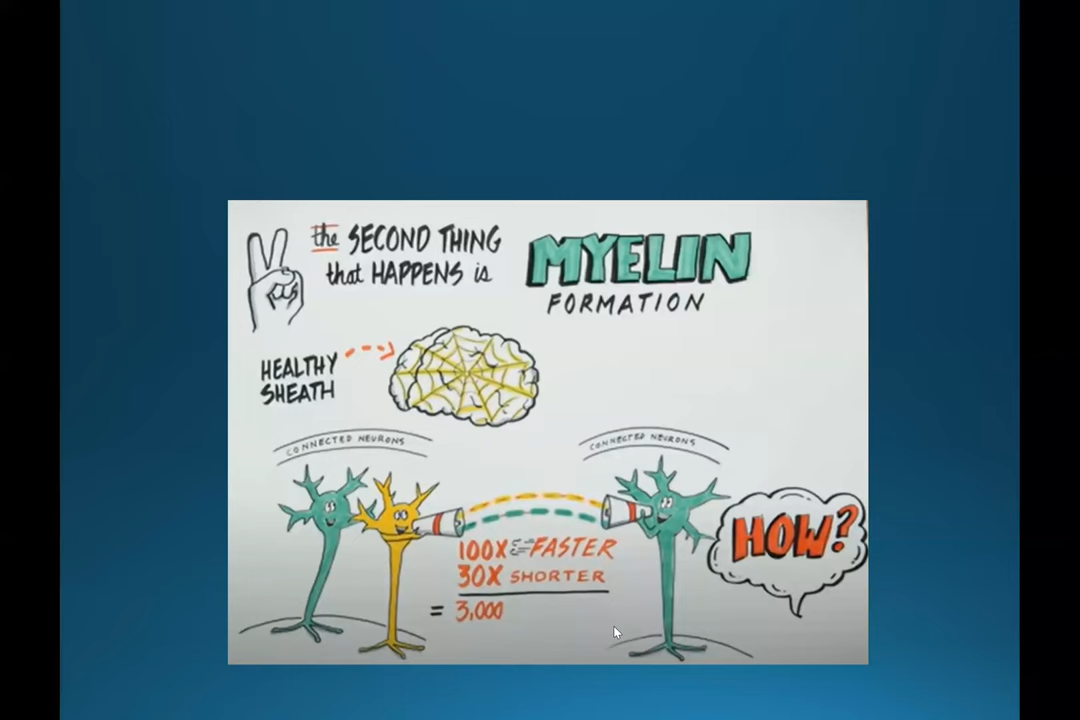 the SECOND THING
that HAPPENS is
MYELIN
FORMATION
HEALTHY
SHEATH
CONNECTED NEURONS
CONNECTED NEURONS
100X FASTER
30X SHORTER
= 3,000
HOW?